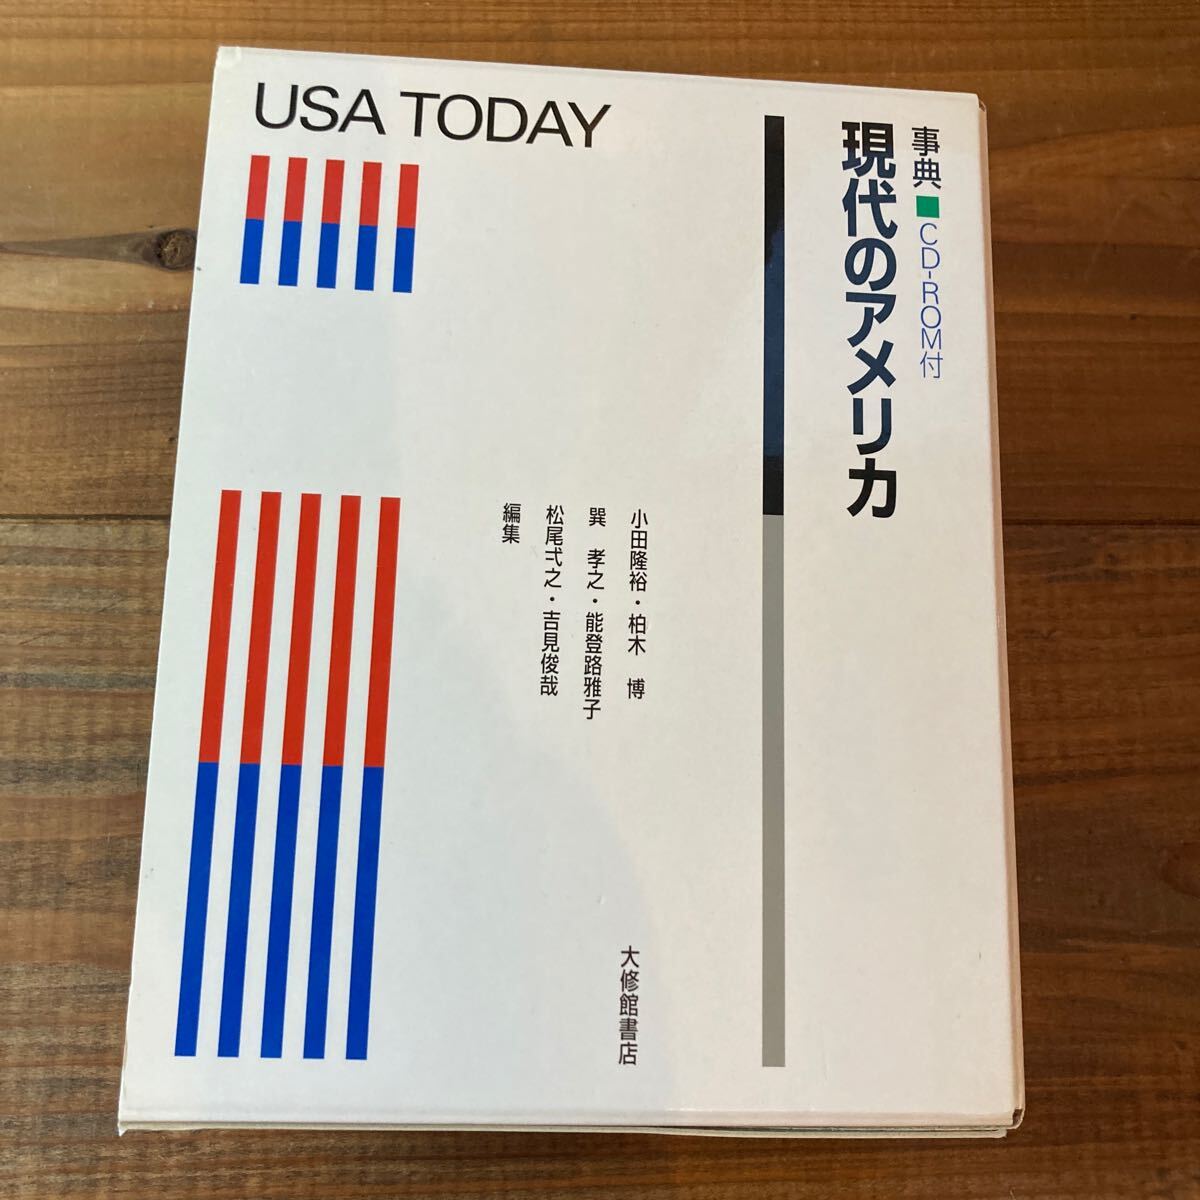 USA TODAY
事典■CD-ROM付
現代のアメリカ
小田隆裕・柏木 博
巽 孝之・能登路雅子
松尾弌之・吉見俊哉
編集
大修館書店